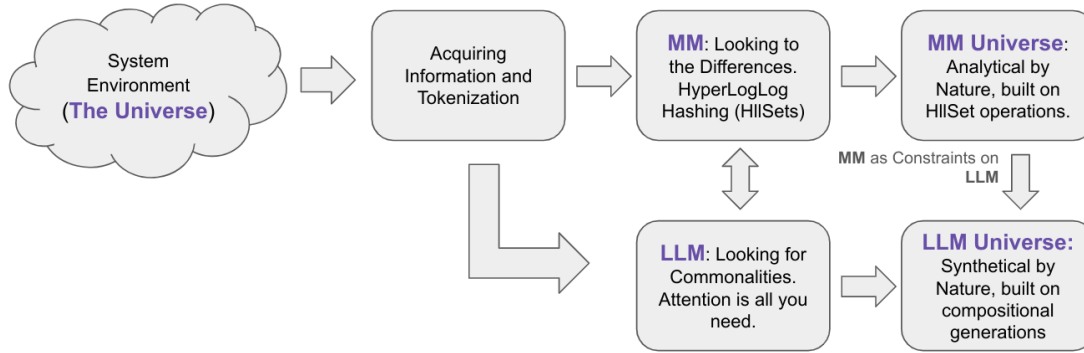 System
Environment
(The Universe)
Acquiring
Information and
Tokenization
MM: Looking to
the Differences.
HyperLogLog
Hashing (HllSets)
MM Universe:
Analytical by
Nature, built on
HllSet operations.
MM as Constraints on
LLM
LLM: Looking for
Commonalities.
Attention is all you
need.
LLM Universe:
Synthetical by
Nature, built on
compositional
generations